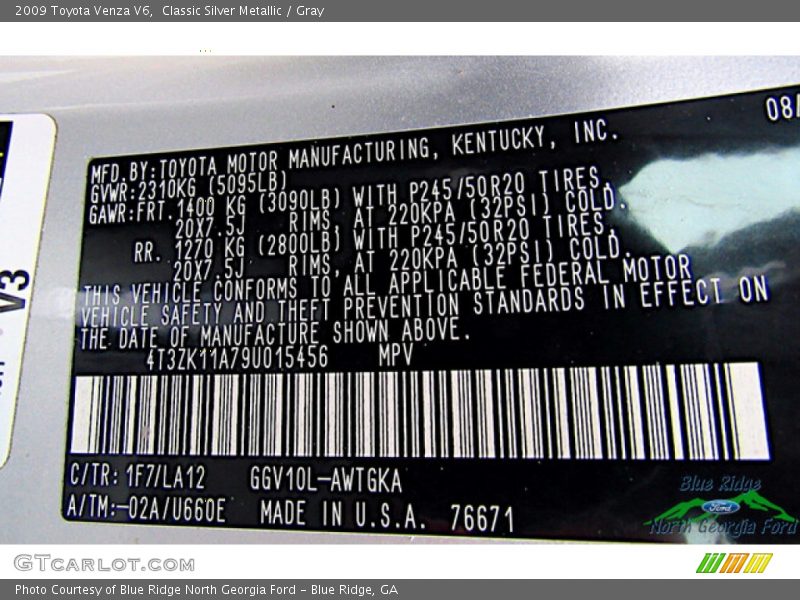 2009 Toyota Venza V6,  Classic Silver Metallic / Gray
08/
MFD.BY:TOYOTA MOTOR MANUFACTURING, KENTUCKY, INC.
GVWR:2310KG (5095LB)
GAWR:FRT.1400 KG (3090LB) WITH P245/50R20 TIRES,
20X7.5J RIMS, AT 220KPA (32PSI) COLD.
RR. 1270 KG (2800LB) WITH P245/50R20 TIRES,
20X7.5J RIMS, AT 220KPA (32PSI) COLD.
THIS VEHICLE CONFORMS TO ALL APPLICABLE FEDERAL MOTOR
VEHICLE SAFETY AND THEFT PREVENTION STANDARDS IN EFFECT ON
THE DATE OF MANUFACTURE SHOWN ABOVE.
4T3ZK11A79U015456 MPV
C/TR: 1F7/LA12 GGV10L-AWTGKA
A/TM:-02A/U660E MADE IN U.S.A. 76671
V3
Blue Ridge
Ford
North Georgia Ford
GTCARLOT.COM
Photo Courtesy of Blue Ridge North Georgia Ford - Blue Ridge, GA